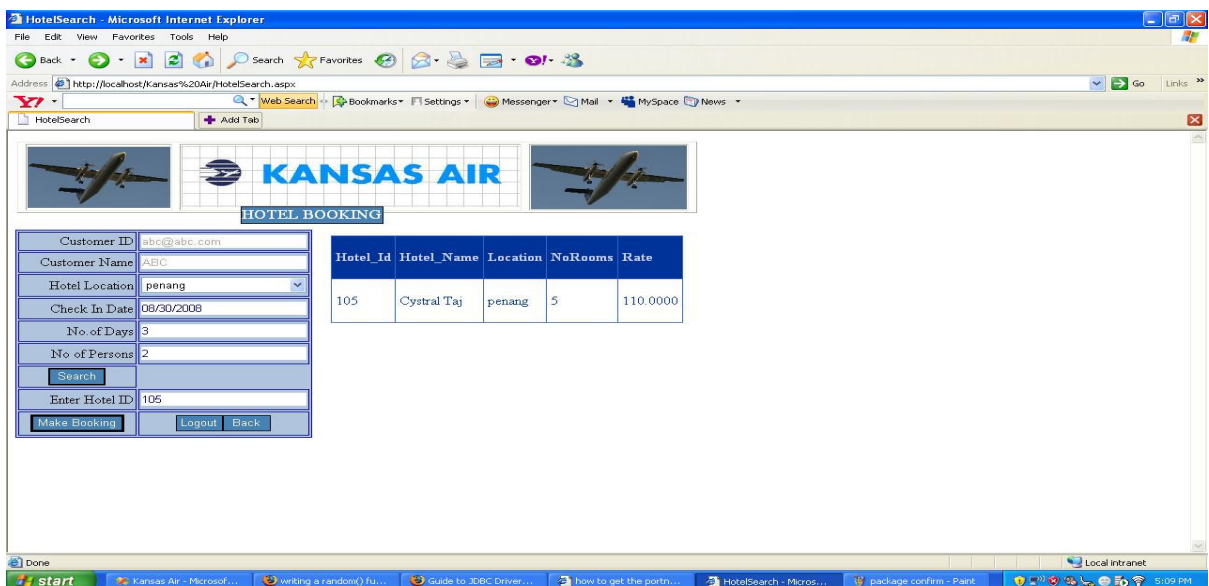 HotelSearch - Microsoft Internet Explorer
File Edit View Favorites Tools Help
Back Search Favorites
Address http://localhost/Kansas%20Air/HotelSearch.aspx Go Links »
Y7 Web Search Bookmarks Settings Messenger Mail MySpace News
HotelSearch Add Tab
KANSAS AIR
HOTEL BOOKING
Customer ID abc@abc.com
Customer Name ABC
Hotel Location penang
Check In Date 08/30/2008
No.of Days 3
No of Persons 2
Search
Enter Hotel ID 105
Make Booking Logout Back
Hotel_Id Hotel_Name Location NoRooms Rate
105 Cystral Taj penang 5 110.0000
Done Local intranet
start Kansas Air - Microsof... writing a random() fu... Guide to JDBC Driver... how to get the portn... HotelSearch - Micros... package confirm - Paint 5:09 PM